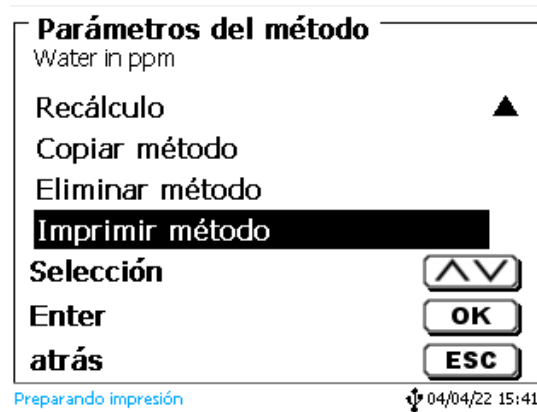 Parámetros del método
Water in ppm
Recálculo
Copiar método
Eliminar método
Imprimir método
Selección
Enter OK
atrás ESC
Preparando impresión 04/04/22 15:41